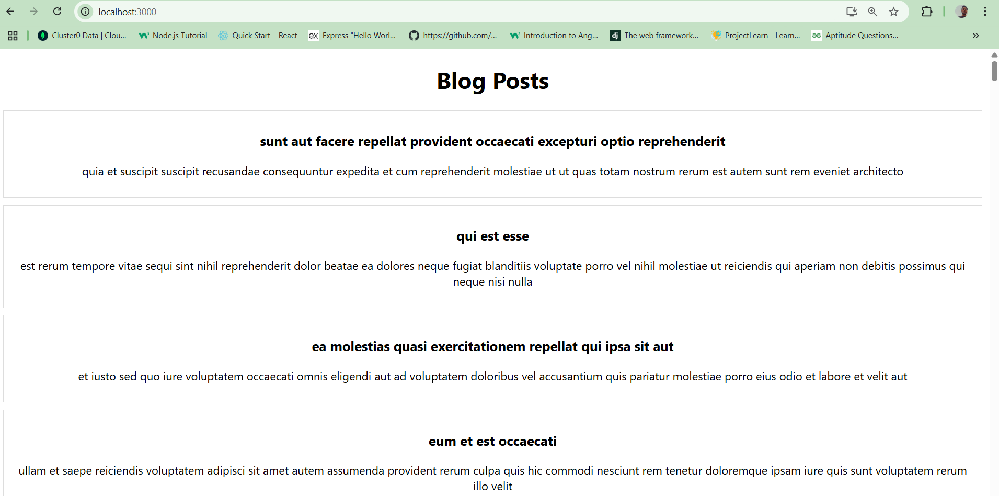 localhost:3000
Cluster0 Data | Clou...
Node.js Tutorial
Quick Start – React
Express "Hello Worl...
https://github.com/...
Introduction to Ang...
The web framework...
ProjectLearn - Learn...
Aptitude Questions...
Blog Posts
sunt aut facere repellat provident occaecati excepturi optio reprehenderit
quia et suscipit suscipit recusandae consequuntur expedita et cum reprehenderit molestiae ut ut quas totam nostrum rerum est autem sunt rem eveniet architecto
qui est esse
est rerum tempore vitae sequi sint nihil reprehenderit dolor beatae ea dolores neque fugiat blanditiis voluptate porro vel nihil molestiae ut reiciendis qui aperiam non debitis possimus qui
neque nisi nulla
ea molestias quasi exercitationem repellat qui ipsa sit aut
et iusto sed quo iure voluptatem occaecati omnis eligendi aut ad voluptatem doloribus vel accusantium quis pariatur molestiae porro eius odio et labore et velit aut
eum et est occaecati
ullam et saepe reiciendis voluptatem adipisci sit amet autem assumenda provident rerum culpa quis hic commodi nesciunt rem tenetur doloremque ipsam iure quis sunt voluptatem rerum
illo velit